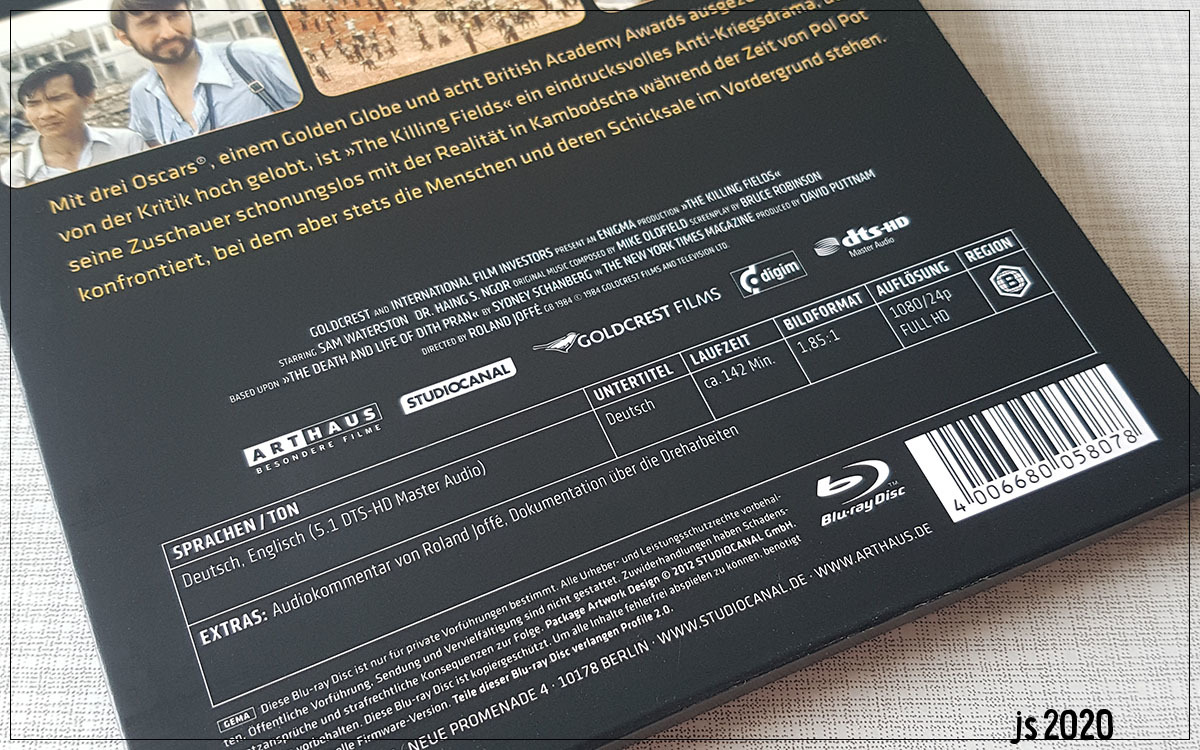 Mit drei Oscars®, einem Golden Globe und acht British Academy Awards
von der Kritik hoch gelobt, ist »The Killing Fields« ein eindrucksvolles Anti-Kriegsdrama,
seine Zuschauer schonungslos mit der Realität in Kambodscha während der Zeit von Pol Pot
konfrontiert, bei dem aber stets die Menschen und deren Schicksale im Vordergrund stehen.
GOLDCREST AND INTERNATIONAL FILM INVESTORS PRESENT AN ENIGMA PRODUCTION »THE KILLING FIELDS«
STARRING SAM WATERSTON DR. HAING S. NGOR ORIGINAL MUSIC COMPOSED BY MIKE OLDFIELD SCREENPLAY BY BRUCE ROBINSON
BASED UPON »THE DEATH AND LIFE OF DITH PRAN« BY SYDNEY SCHANBERG IN THE NEW YORK TIMES MAGAZINE PRODUCED BY DAVID PUTTNAM
DIRECTED BY ROLAND JOFFÉ GB 1984 © 1984 GOLDCREST FILMS AND TELEVISION LTD.
ARTHAUS
BESONDERE FILME
STUDIOCANAL
GOLDCREST FILMS
digim
dts-HD
Master Audio
SPRACHEN / TON
Deutsch, Englisch (5.1 DTS-HD Master Audio)
UNTERTITEL
Deutsch
LAUFZEIT
ca. 142 Min.
BILDFORMAT
1.85:1
AUFLÖSUNG
1080/24p
FULL HD
REGION
B
EXTRAS: Audiokommentar von Roland Joffé, Dokumentation über die Dreharbeiten
GEMA Diese Blu-ray Disc ist nur für private Vorführungen bestimmt. Alle Urheber- und Leistungsschutzrechte vorbehal-
ten. Öffentliche Vorführung, Sendung und Vervielfältigung sind nicht gestattet. Zuwiderhandlungen haben Schadens-
ansprüche und strafrechtliche Konsequenzen zur Folge. Package Artwork Design © 2012 STUDIOCANAL GmbH.
vorbehalten. Diese Blu-ray Disc ist kopiergeschützt. Um alle Inhalte fehlerfrei abspielen zu können, benötigt
Firmware-Version. Teile dieser Blu-ray Disc verlangen Profile 2.0.
NEUE PROMENADE 4 · 10178 BERLIN · WWW.STUDIOCANAL.DE · WWW.ARTHAUS.DE
Blu-ray Disc™
4 006680 058078
js 2020